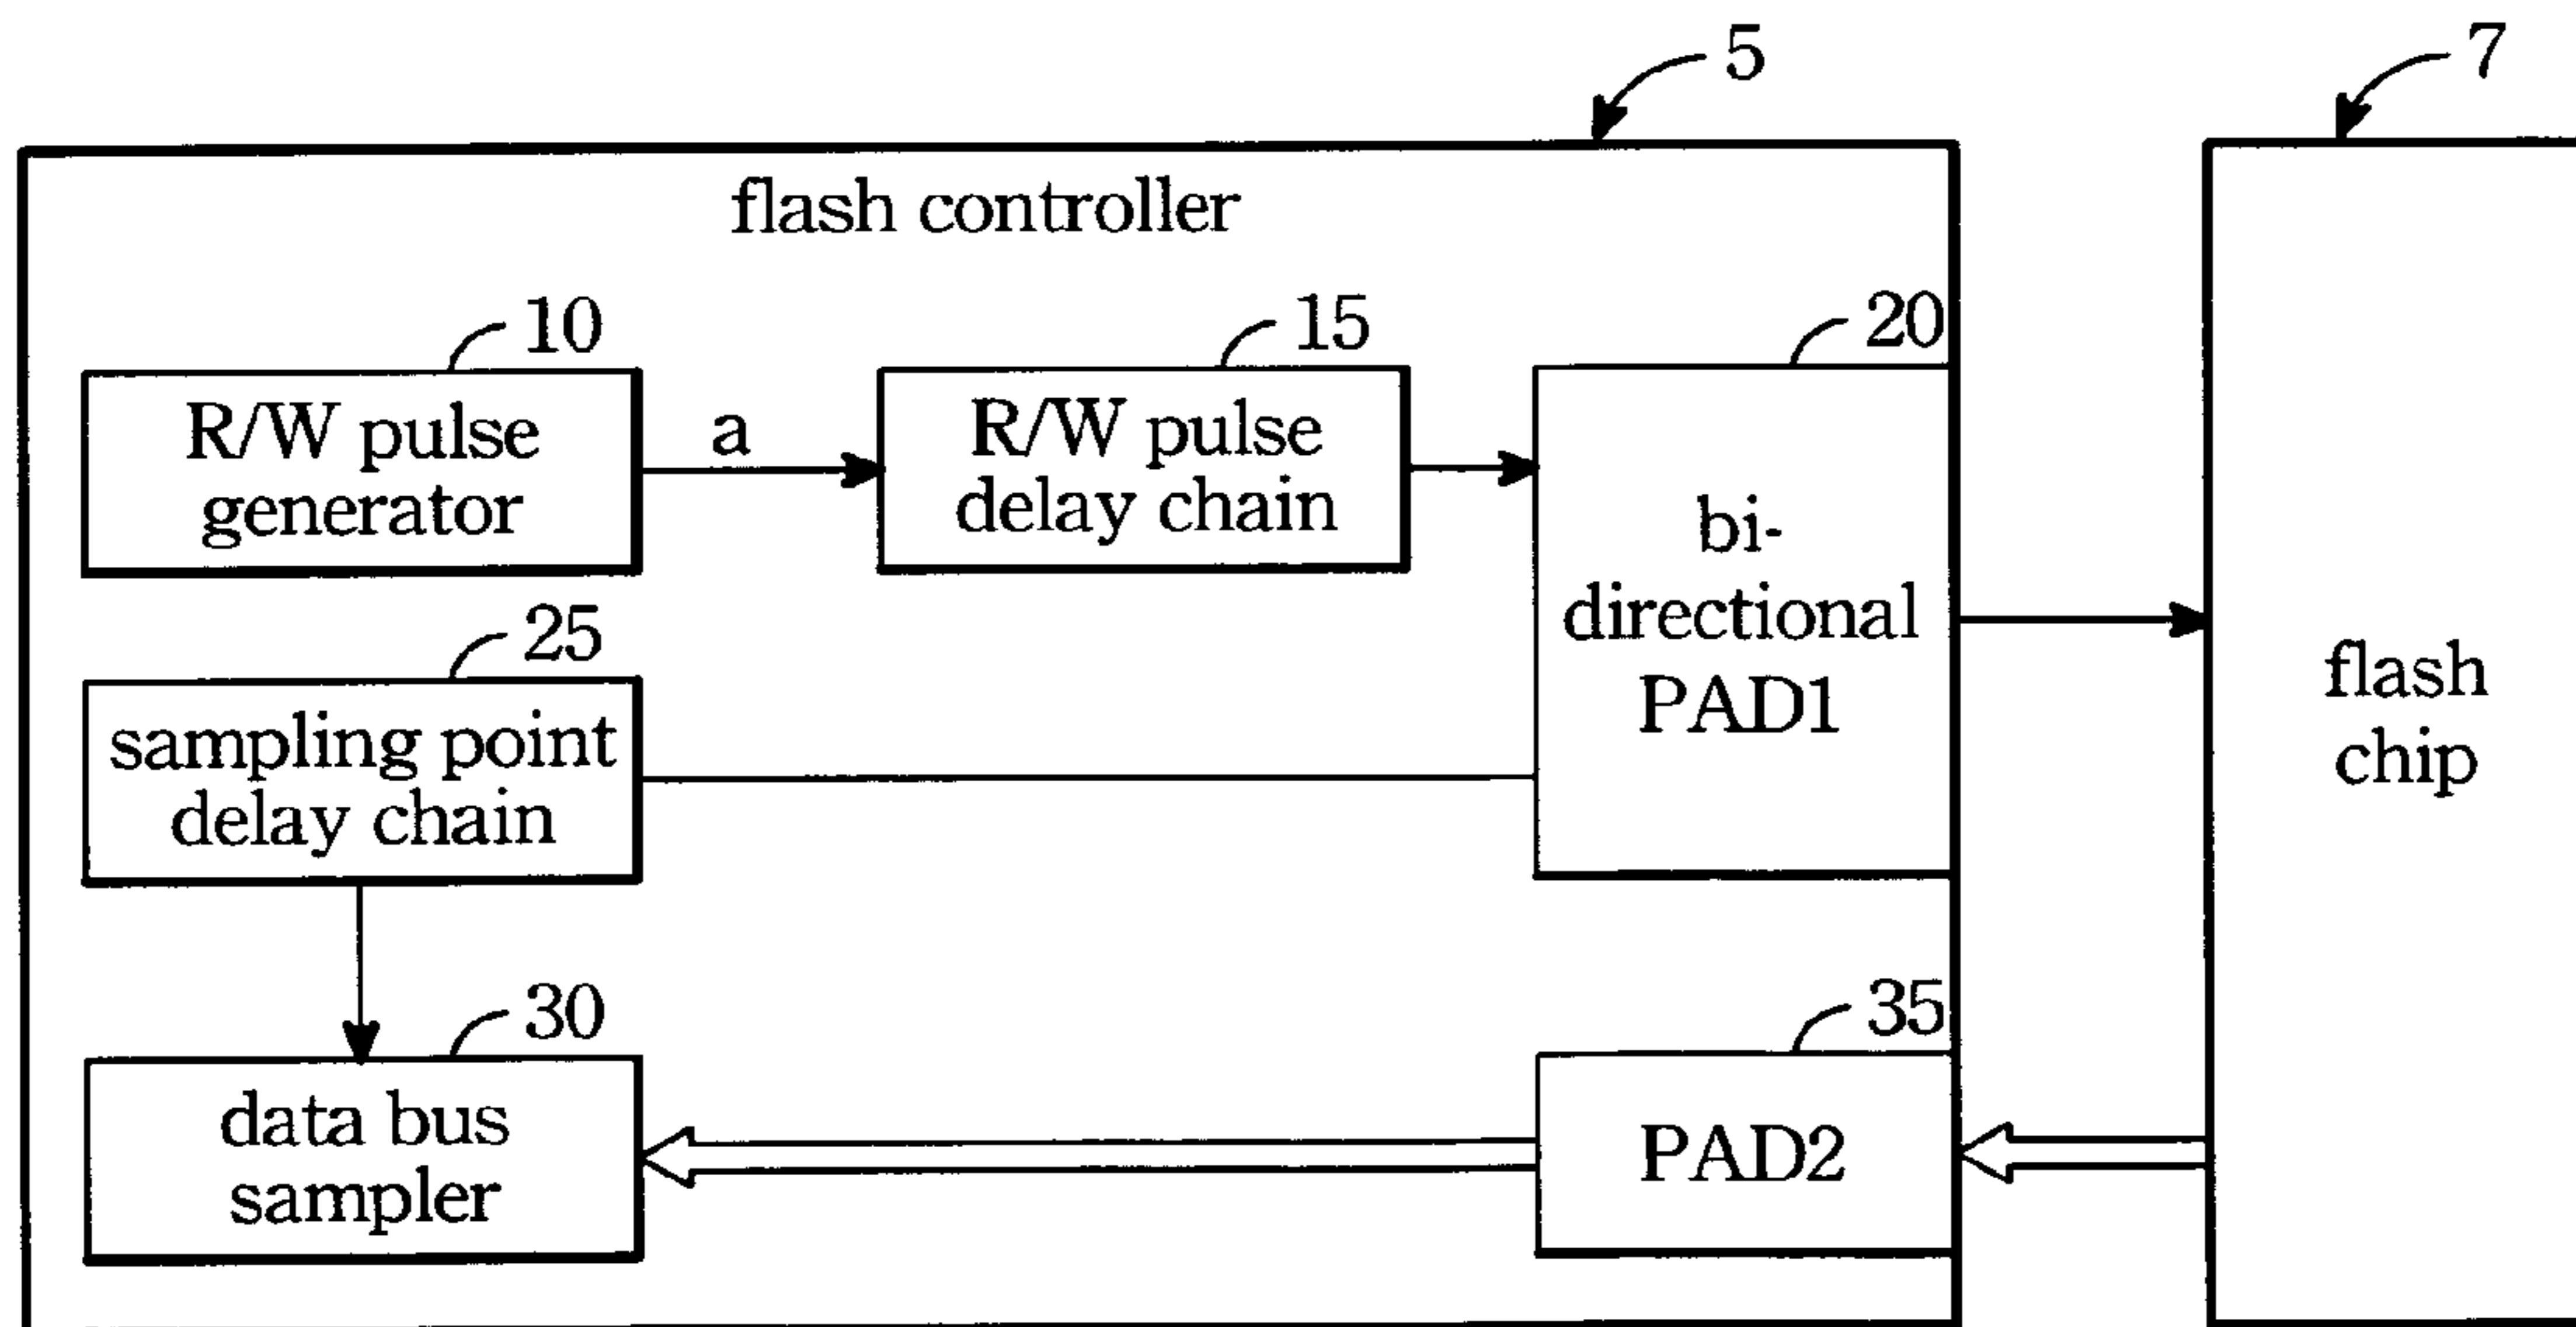 5
7
flash controller
10
15
20
R/W pulse
generator
a
R/W pulse
delay chain
bi-
directional
PAD1
25
sampling point
delay chain
flash
chip
30
35
data bus
sampler
PAD2